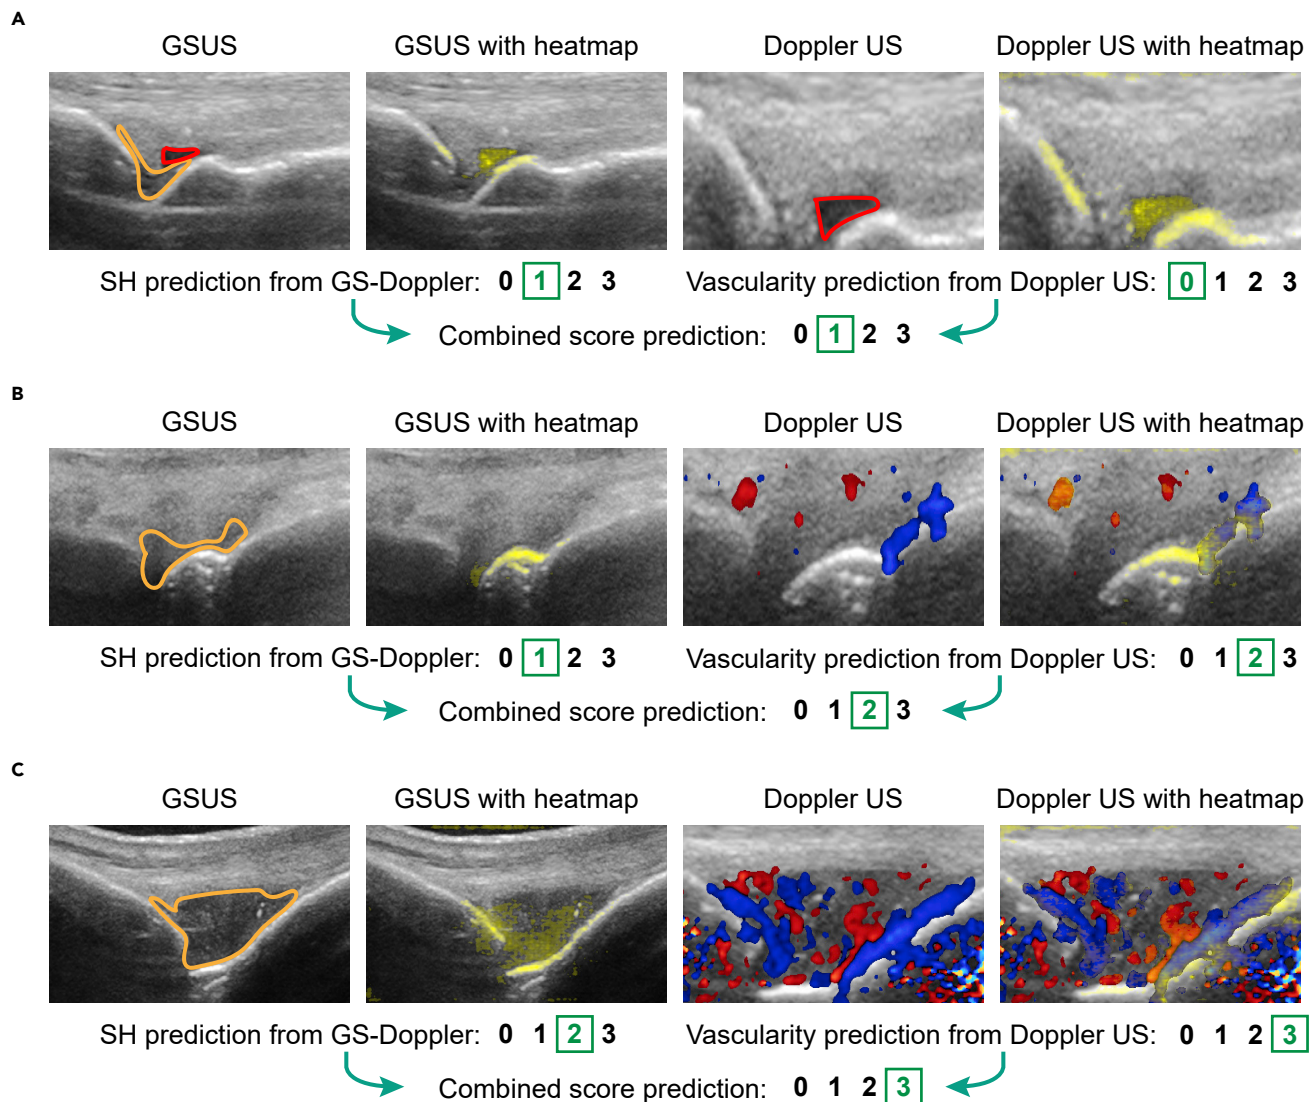 A
GSUS GSUS with heatmap Doppler US Doppler US with heatmap
SH prediction from GS-Doppler: 0 1 2 3 Vascularity prediction from Doppler US: 0 1 2 3
Combined score prediction: 0 1 2 3
B
GSUS GSUS with heatmap Doppler US Doppler US with heatmap
SH prediction from GS-Doppler: 0 1 2 3 Vascularity prediction from Doppler US: 0 1 2 3
Combined score prediction: 0 1 2 3
C
GSUS GSUS with heatmap Doppler US Doppler US with heatmap
SH prediction from GS-Doppler: 0 1 2 3 Vascularity prediction from Doppler US: 0 1 2 3
Combined score prediction: 0 1 2 3